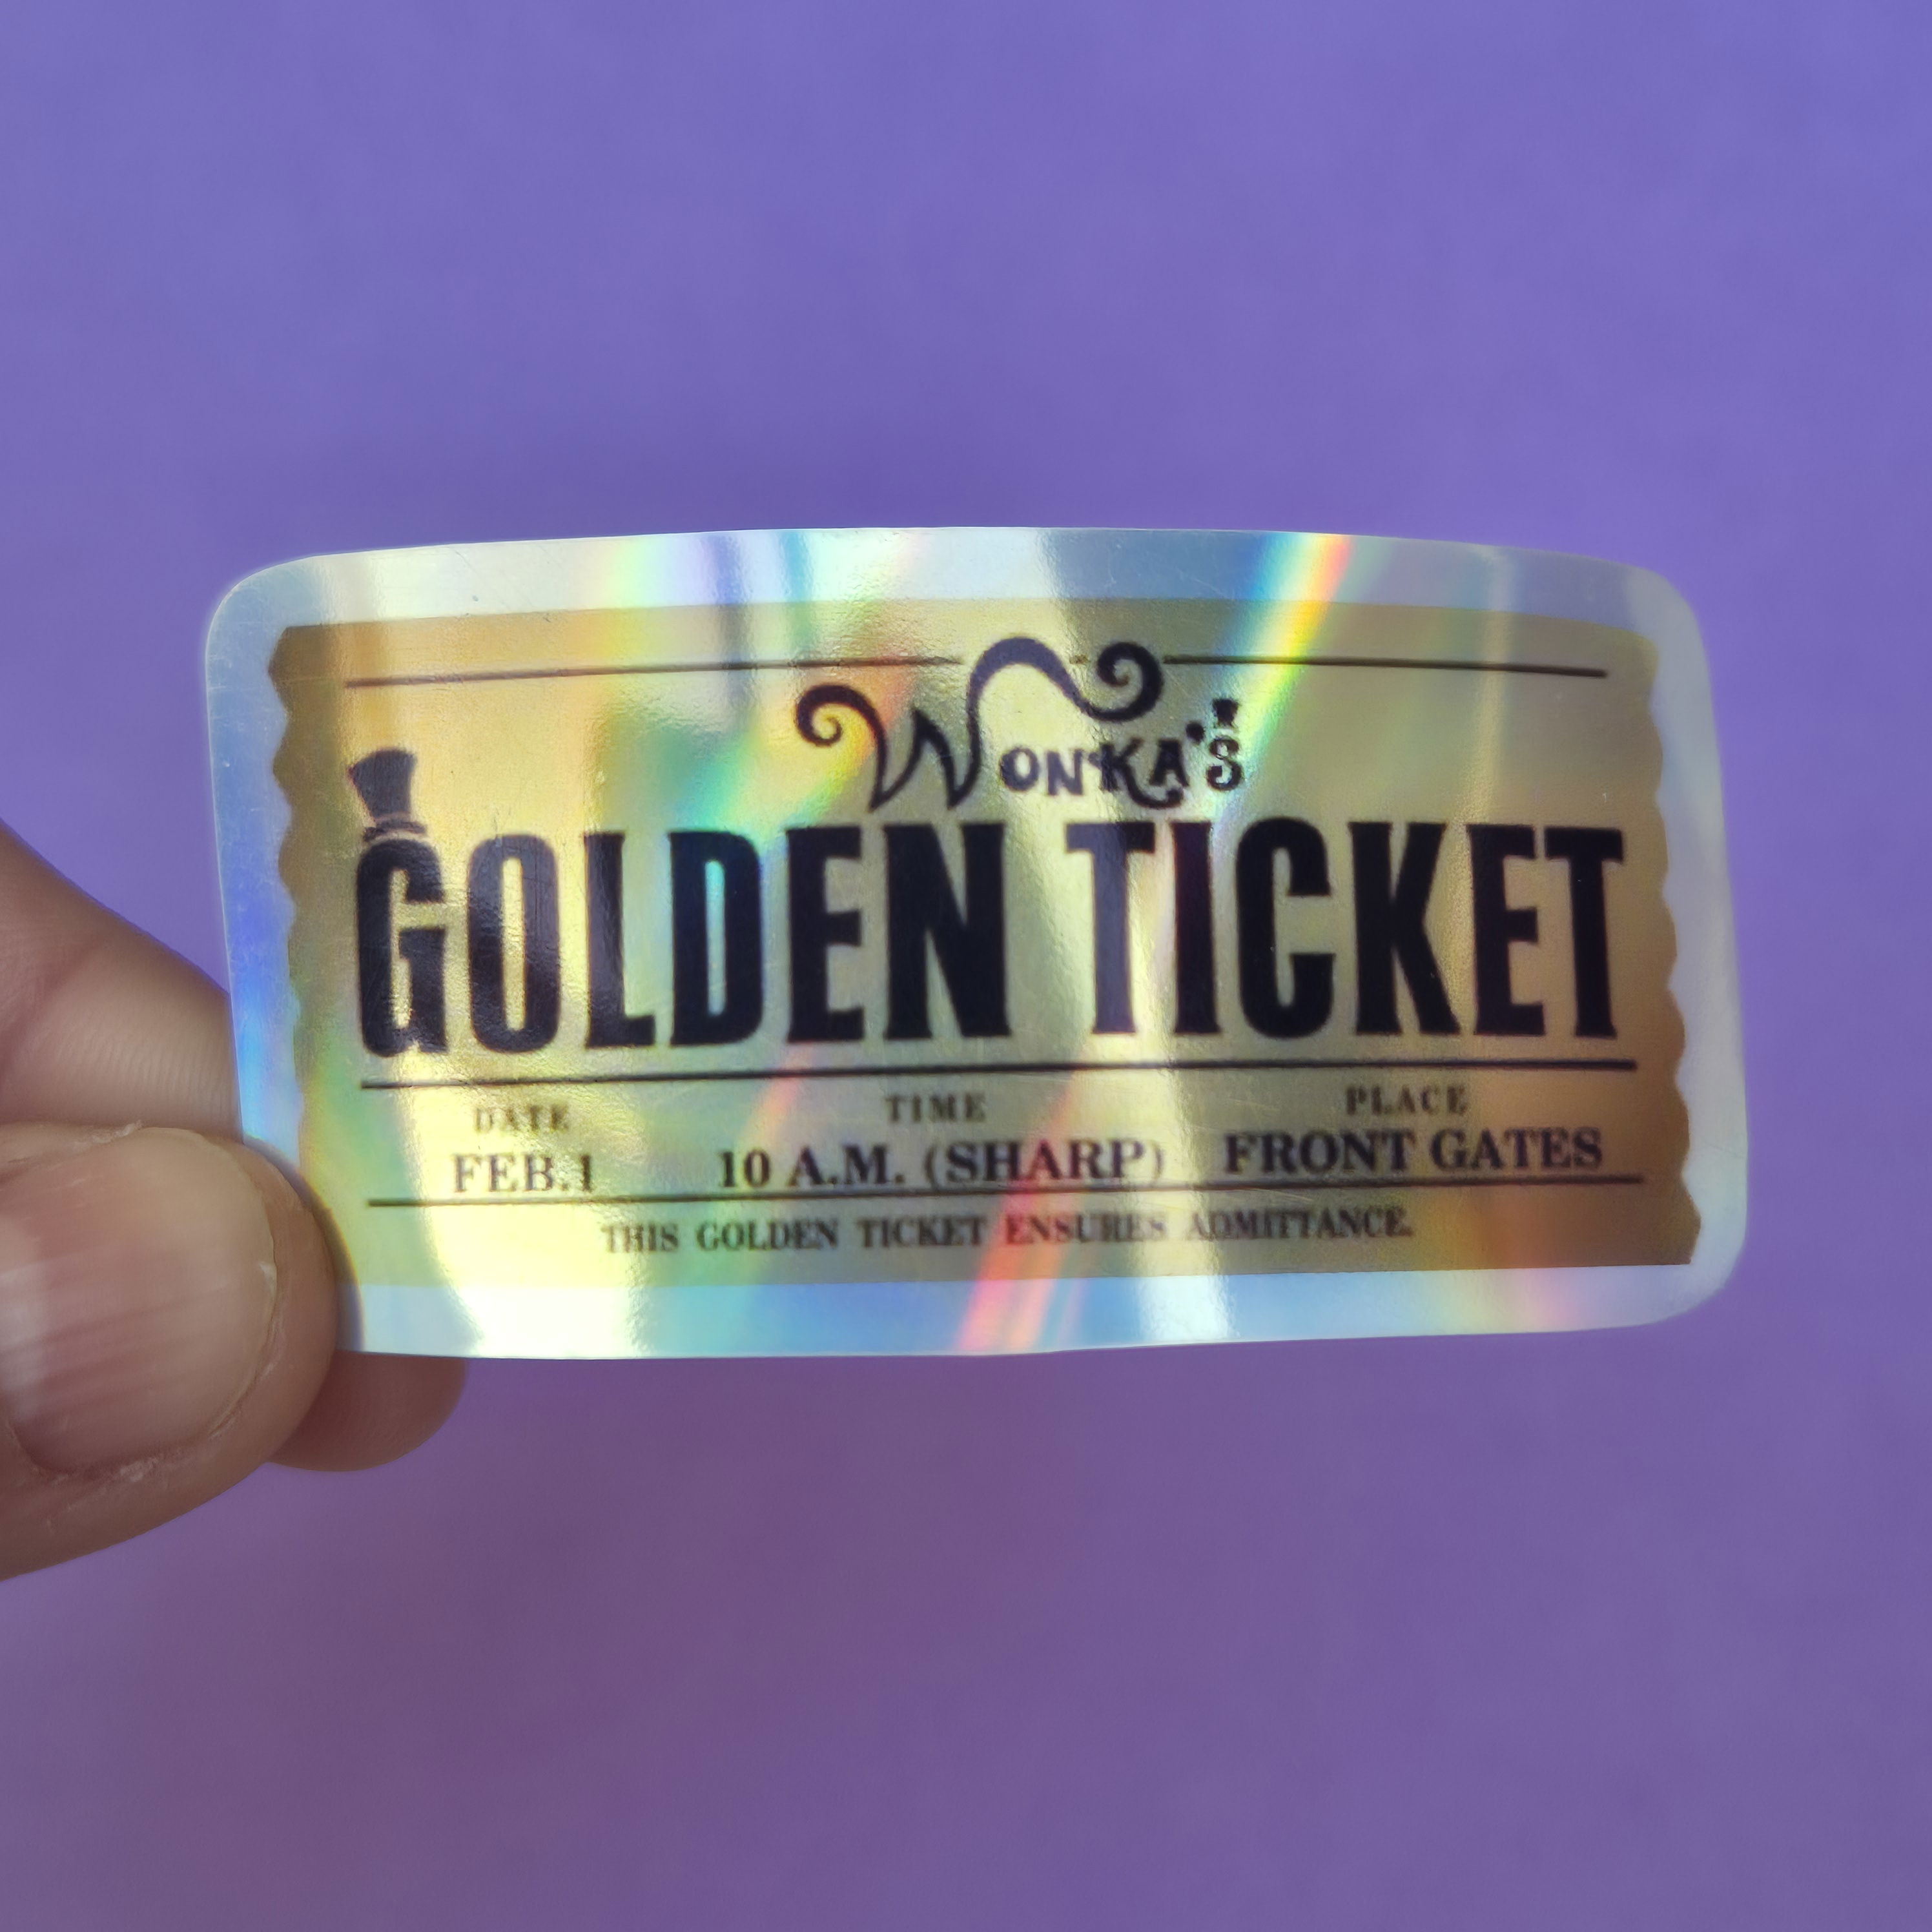 WONKA'S
GOLDEN TICKET
DATE TIME PLACE
FEB.1 10 A.M. (SHARP) FRONT GATES
THIS GOLDEN TICKET ENSURES ADMITTANCE.